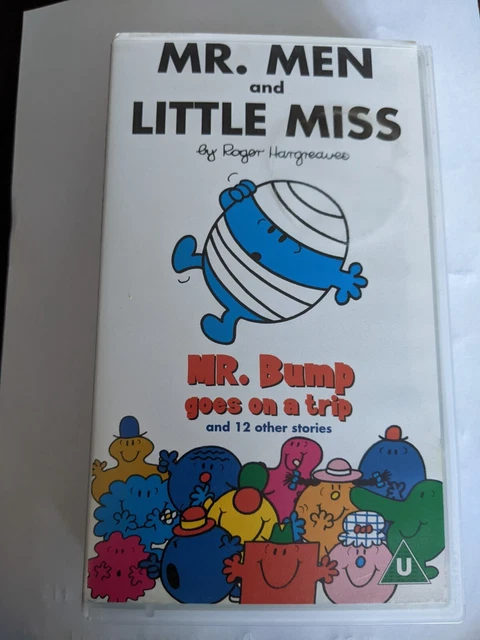 MR. MEN
and
LITTLE MISS
by Roger Hargreaves
MR. Bump
goes on a trip
and 12 other stories
U